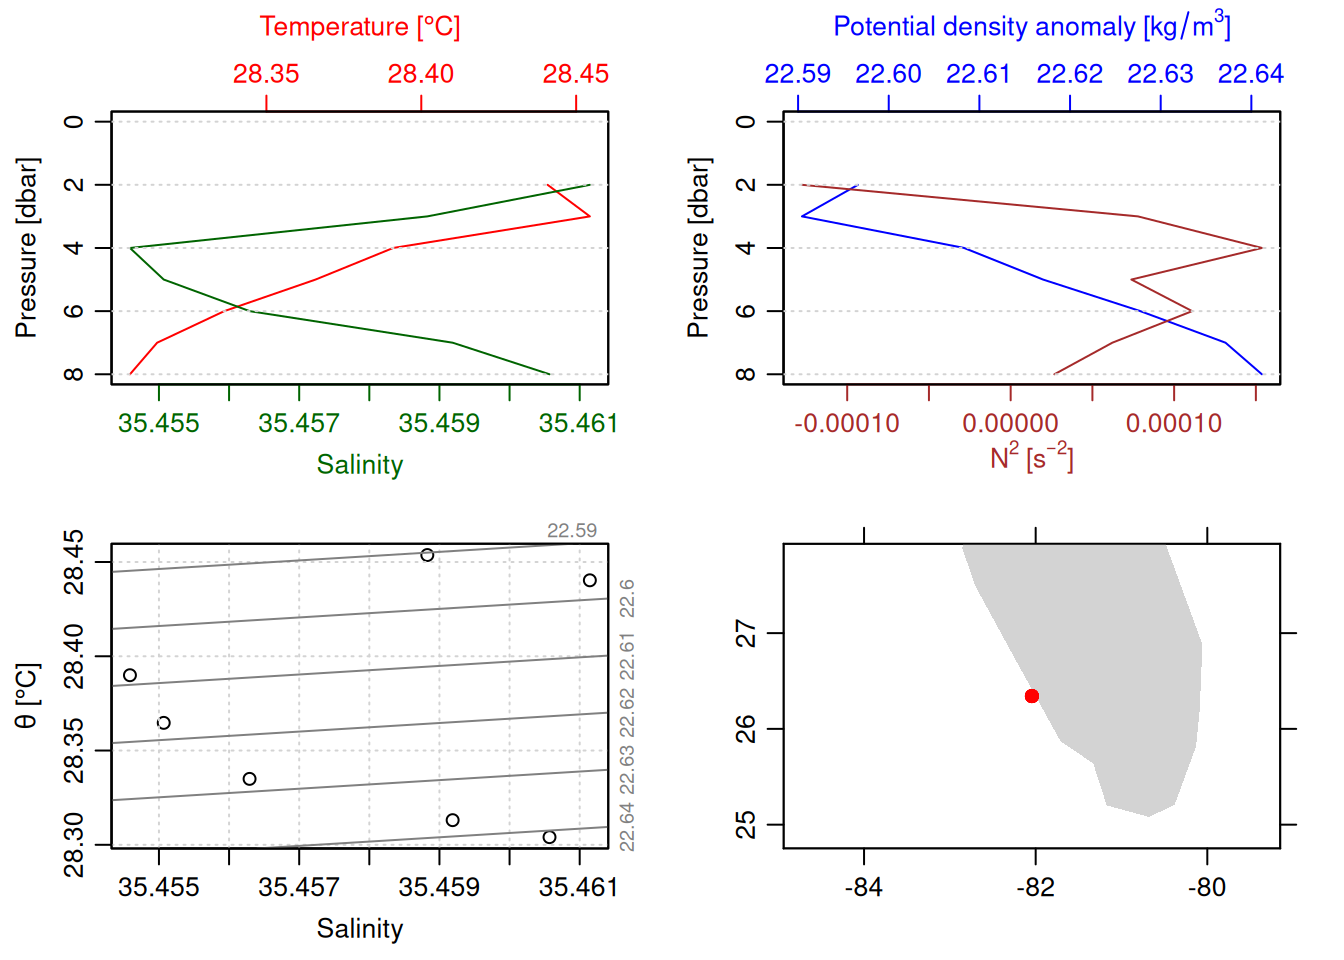 Temperature [°C]
28.35 28.40 28.45
0
2
4
6
8
Pressure [dbar]
35.455 35.457 35.459 35.461
Salinity
Potential density anomaly [kg/m³]
22.59 22.60 22.61 22.62 22.63 22.64
0
2
4
6
8
Pressure [dbar]
-0.00010 0.00000 0.00010
N² [s⁻²]
22.59
22.6
22.61
22.62
22.63
22.64
28.45
28.40
28.35
28.30
θ [°C]
35.455 35.457 35.459 35.461
Salinity
27
26
25
-84 -82 -80